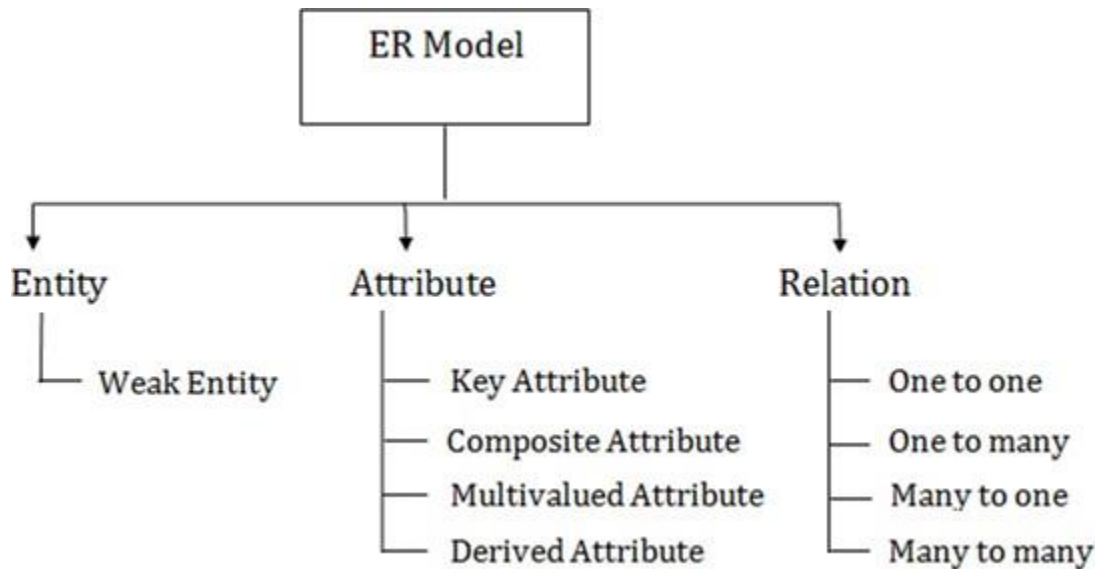 ER Model
Entity
Attribute
Relation
Weak Entity
Key Attribute
Composite Attribute
Multivalued Attribute
Derived Attribute
One to one
One to many
Many to one
Many to many